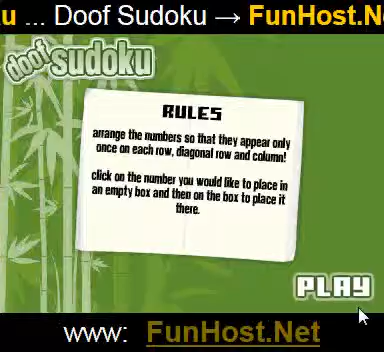 u ... Doof Sudoku → FunHost.N
doof sudoku
RULES
arrange the numbers so that they appear only
once on each row, diagonal row and column!
click on the number you would like to place in
an empty box and then on the box to place it
there.
PLAY
www: FunHost.Net